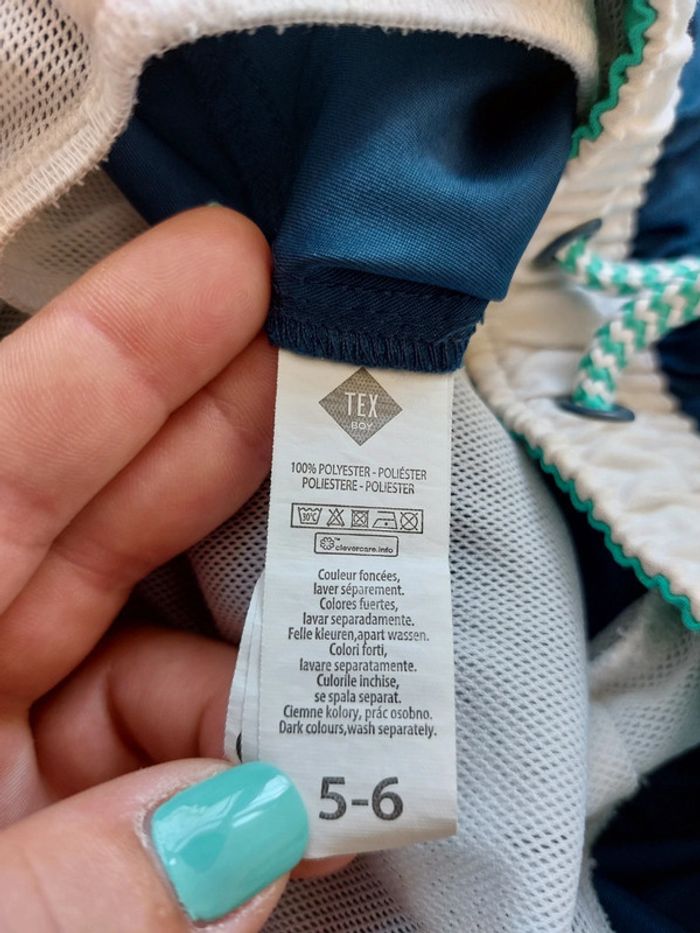 TEX
BOY
100% POLYESTER - POLIÉSTER
POLIESTERE - POLIESTER
30°C
clevercare.info
Couleur foncées,
laver séparement.
Colores fuertes,
lavar separadamente.
Felle kleuren,apart wassen.
Colori forti,
lavare separatamente.
Culorile inchise,
se spala separat.
Ciemne kolory, prác osobno.
Dark colours,wash separately.
5-6